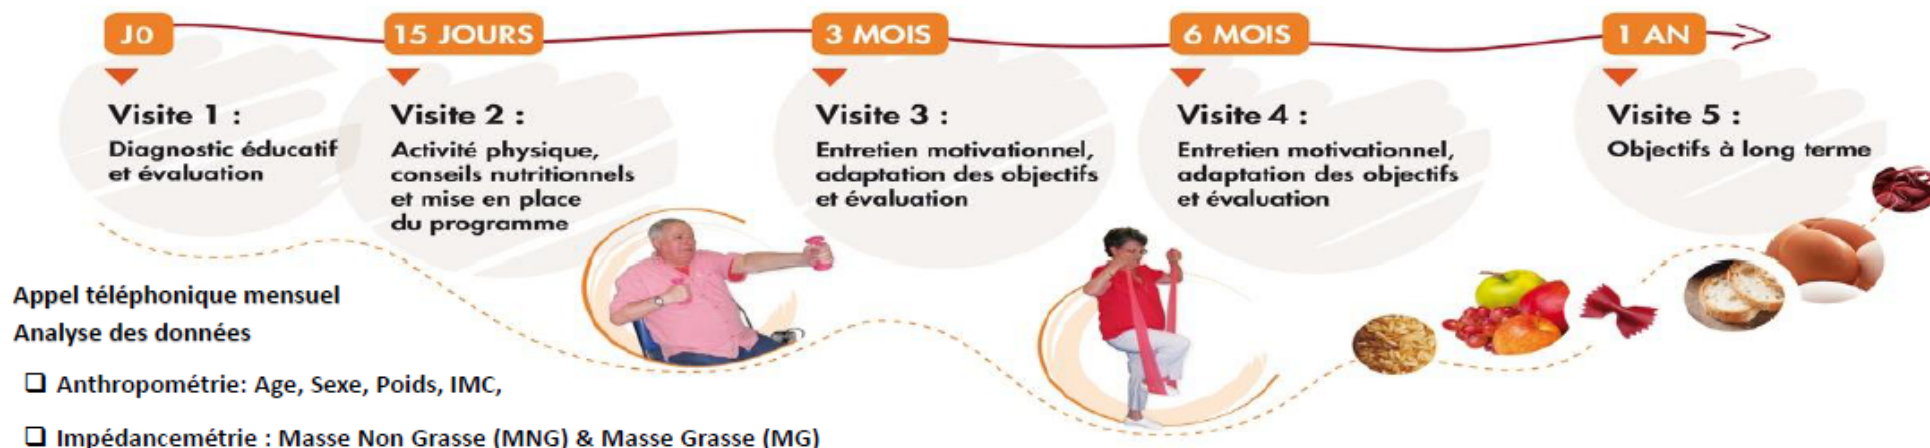 J0
15 JOURS
3 MOIS
6 MOIS
1 AN
Visite 1 :
Diagnostic éducatif
et évaluation
Visite 2 :
Activité physique,
conseils nutritionnels
et mise en place
du programme
Visite 3 :
Entretien motivationnel,
adaptation des objectifs
et évaluation
Visite 4 :
Entretien motivationnel,
adaptation des objectifs
et évaluation
Visite 5 :
Objectifs à long terme
Appel téléphonique mensuel
Analyse des données
❑ Anthropométrie: Age, Sexe, Poids, IMC,
❑ Impédancemétrie : Masse Non Grasse (MNG) & Masse Grasse (MG)